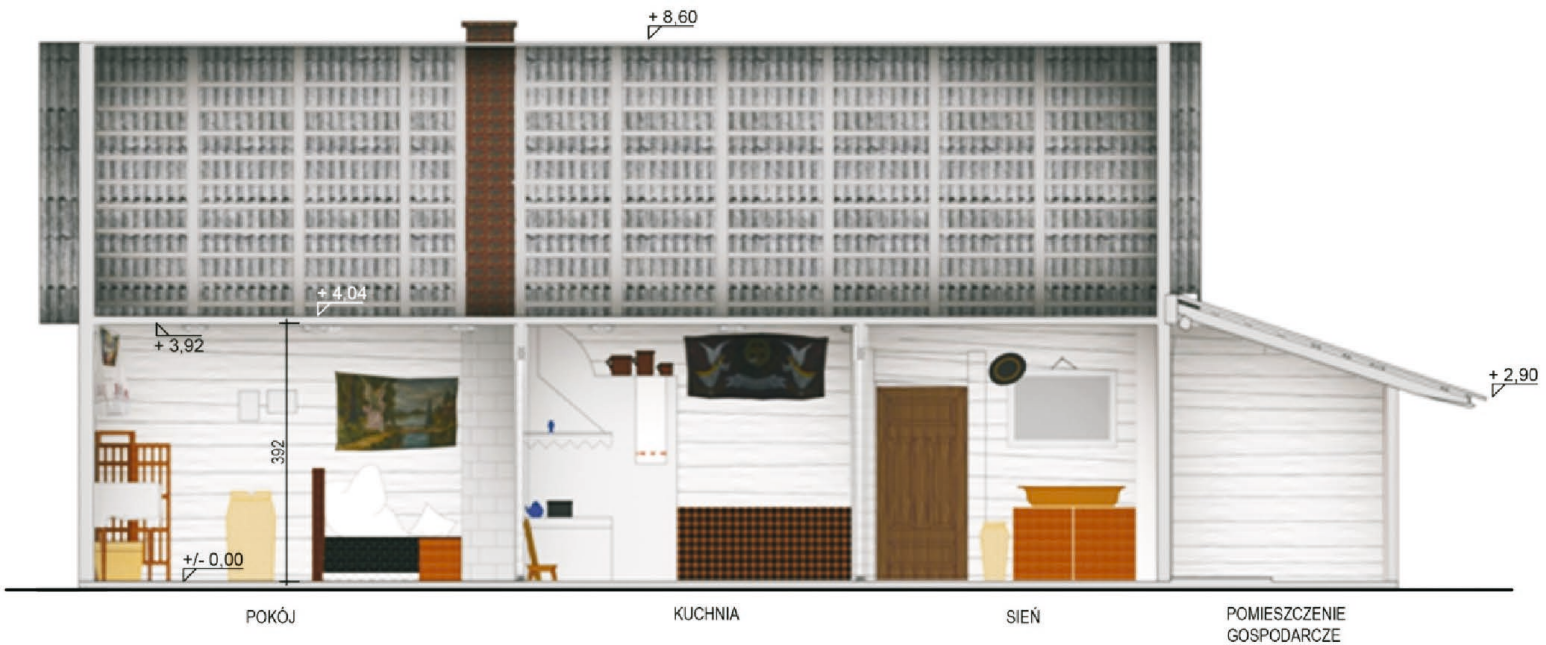 + 8,60
+ 4,04
+ 3,92
+ 2,90
392
+/- 0,00
POKÓJ
KUCHNIA
SIEŃ
POMIESZCZENIE
GOSPODARCZE